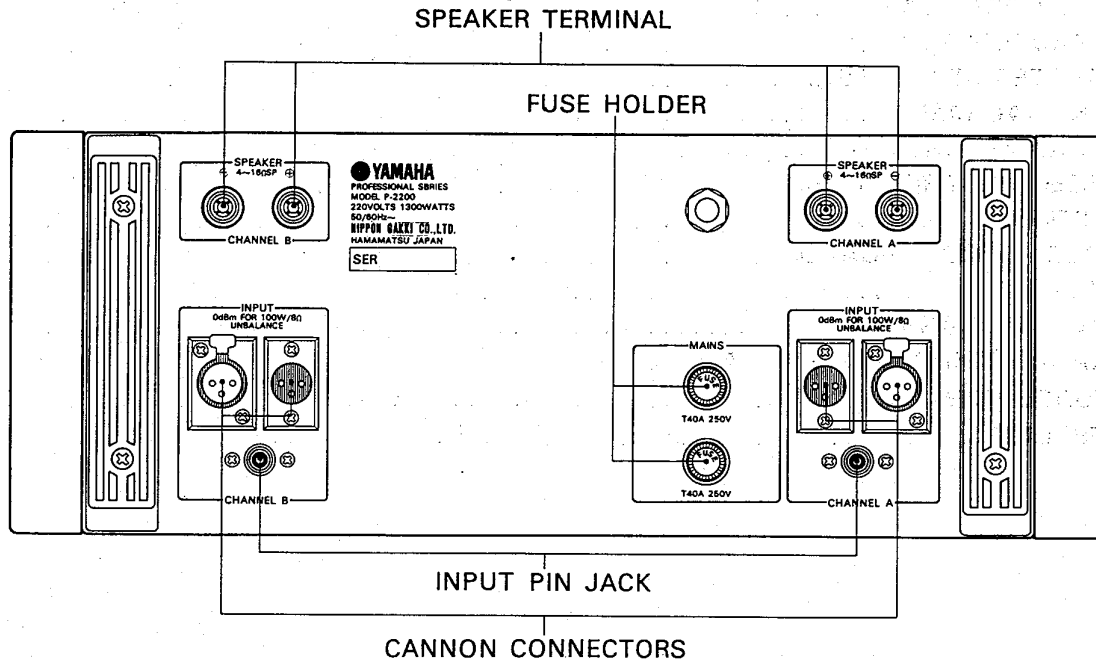 SPEAKER TERMINAL
FUSE HOLDER
SPEAKER
4~16ΩSP
CHANNEL B
YAMAHA
PROFESSIONAL SBRIES
MODEL P-2200
220VOLTS 1300WATTS
50/60Hz~
NIPPON GAKKI CO.,LTD.
HAMAMATSU JAPAN
SER
SPEAKER
4~16ΩSP
CHANNEL A
INPUT
0dBm FOR 100W/8Ω
UNBALANCE
CHANNEL B
MAINS
FUSE
T40A 250V
FUSE
T40A 250V
INPUT
0dBm FOR 100W/8Ω
UNBALANCE
CHANNEL A
INPUT PIN JACK
CANNON CONNECTORS